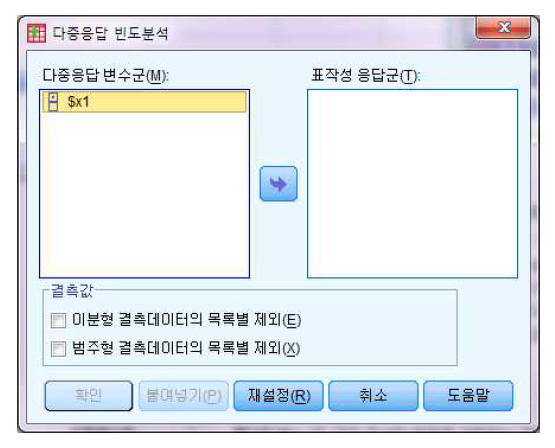 다중응답 빈도분석
다중응답 변수군(M):
표작성 응답군(T):
$x1
결측값
이분형 결측데이터의 목록별 제외(E)
범주형 결측데이터의 목록별 제외(X)
확인 붙여넣기(P) 재설정(R) 취소 도움말